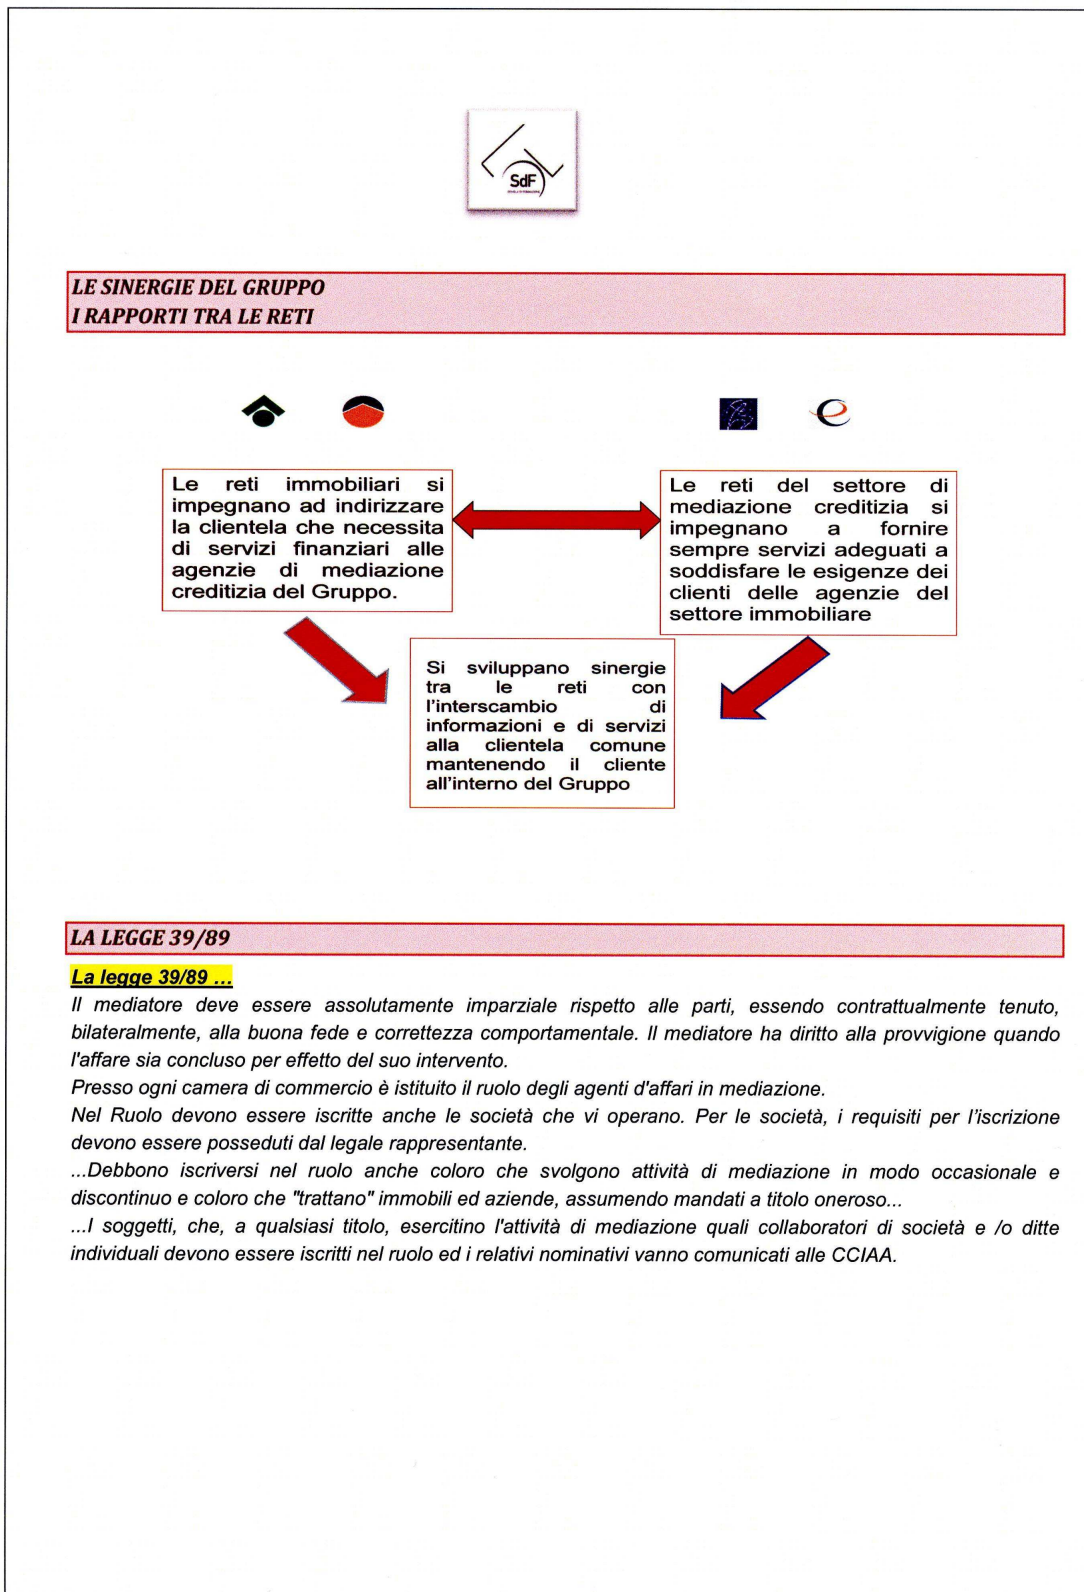 SdF
LE SINERGIE DEL GRUPPO
I RAPPORTI TRA LE RETI
Le reti immobiliari si
impegnano ad indirizzare
la clientela che necessita
di servizi finanziari alle
agenzie di mediazione
creditizia del Gruppo.
Le reti del settore di
mediazione creditizia si
impegnano a fornire
sempre servizi adeguati a
soddisfare le esigenze dei
clienti delle agenzie del
settore immobiliare
Si sviluppano sinergie
tra le reti con
l'interscambio di
informazioni e di servizi
alla clientela comune
mantenendo il cliente
all'interno del Gruppo
LA LEGGE 39/89
La legge 39/89 ...
Il mediatore deve essere assolutamente imparziale rispetto alle parti, essendo contrattualmente tenuto,
bilateralmente, alla buona fede e correttezza comportamentale. Il mediatore ha diritto alla provvigione quando
l'affare sia concluso per effetto del suo intervento.
Presso ogni camera di commercio è istituito il ruolo degli agenti d'affari in mediazione.
Nel Ruolo devono essere iscritte anche le società che vi operano. Per le società, i requisiti per l'iscrizione
devono essere posseduti dal legale rappresentante.
...Debbono iscriversi nel ruolo anche coloro che svolgono attività di mediazione in modo occasionale e
discontinuo e coloro che "trattano" immobili ed aziende, assumendo mandati a titolo oneroso...
...I soggetti, che, a qualsiasi titolo, esercitino l'attività di mediazione quali collaboratori di società e /o ditte
individuali devono essere iscritti nel ruolo ed i relativi nominativi vanno comunicati alle CCIAA.